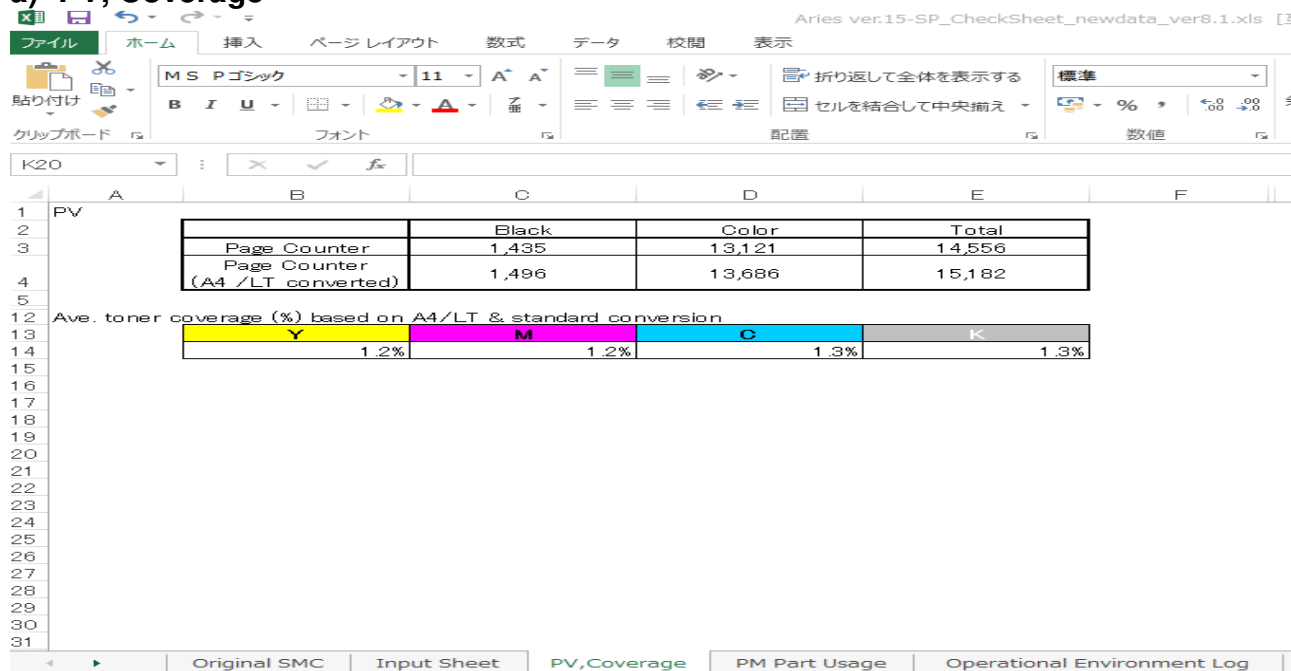 Aries ver.15-SP_CheckSheet_newdata_ver8.1.xls
ファイル ホーム 挿入 ページ レイアウト 数式 データ 校閲 表示
ＭＳ Ｐゴシック 11 A A 折り返して全体を表示する 標準
貼り付け B I U A セルを結合して中央揃え % ,
クリップボード フォント 配置 数値
K20 fx
A B C D E F
1 PV
2 Black Color Total
3 Page Counter 1,435 13,121 14,556
Page Counter
4 (A4 /LT converted) 1,496 13,686 15,182
5
12 Ave. toner coverage (%) based on A4/LT & standard conversion
13 Y M C K
14 1.2% 1.2% 1.3% 1.3%
15
16
17
18
19
20
21
22
23
24
25
26
27
28
29
30
31
Original SMC Input Sheet PV,Coverage PM Part Usage Operational Environment Log